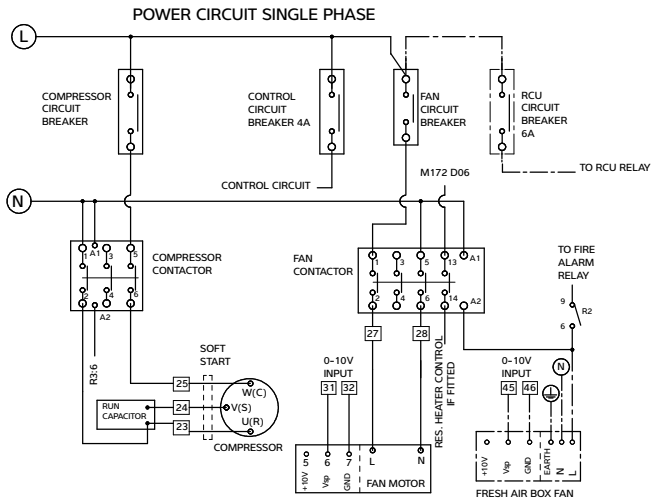 POWER CIRCUIT SINGLE PHASE
L
COMPRESSOR
CIRCUIT
BREAKER
CONTROL
CIRCUIT
BREAKER 4A
FAN
CIRCUIT
BREAKER
RCU
CIRCUIT
BREAKER
6A
TO RCU RELAY
M172 D06
CONTROL CIRCUIT
N
1
A1
3
5
2
4
6
A2
COMPRESSOR
CONTACTOR
FAN
CONTACTOR
1
3
5
13
A1
2
4
6
14
A2
TO FIRE
ALARM
RELAY
9
R2
6
R3:6
SOFT
START
27
28
0-10V
INPUT
31
32
RES. HEATER CONTROL
IF FITTED
0-10V
INPUT
45
46
N
25
24
23
W(C)
V(S)
U(R)
COMPRESSOR
RUN
CAPACITOR
5
6
7
+10V
Vsp
GND
L
N
FAN MOTOR
+10V
Vsp
GND
EARTH
N
L
FRESH AIR BOX FAN